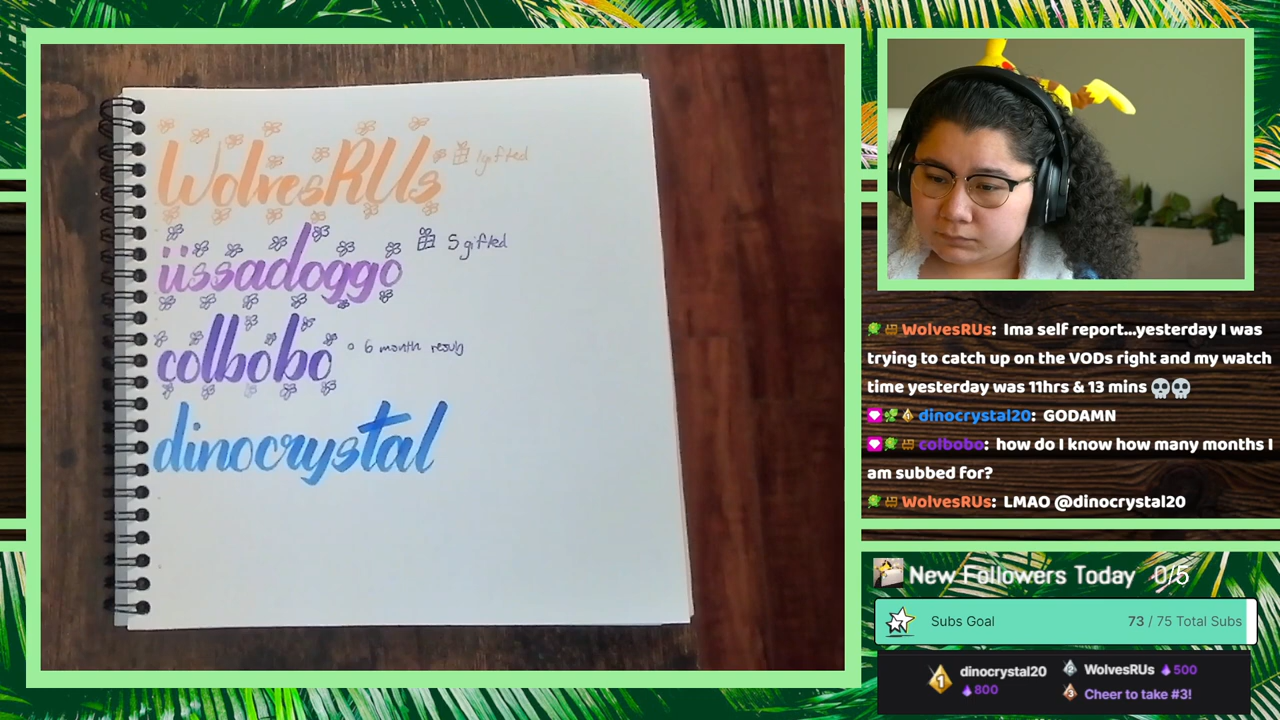 WolvesRUs 1gifted
iissadoggo 5 gifted
colbobo 6 month resub
dinocrystal
WolvesRUs: Ima self report...yesterday I was
trying to catch up on the VODs right and my watch
time yesterday was 11hrs & 13 mins 💀💀
dinocrystal20: GODAMN
colbobo: how do I know how many months I
am subbed for?
WolvesRUs: LMAO @dinocrystal20
New Followers Today 0/5
Subs Goal 73 / 75 Total Subs
1 dinocrystal20 800
2 WolvesRUs 500
3 Cheer to take #3!